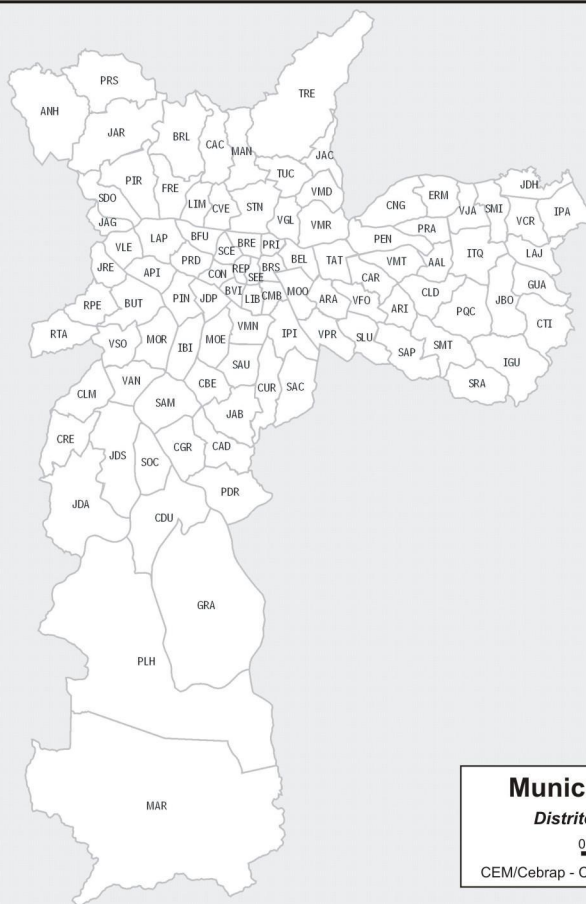 TRE
PRS
ANH
JAR
BRL
CAC
MAN
JAC
TUC
PIR
FRE
VMD
SDO
LIM
CVE
STN
VGL
VMR
JAG
CNG
ERM
VJA
SMI
JDH
VCR
IPA
PRA
PEN
LAP
BFU
VLE
BRE
PRI
SCE
BEL
TAT
VMT
AAL
ITQ
LAJ
JRE
API
PRD
CON
REP
SEE
BRS
CAR
GUA
RPE
BUT
PIN
JDP
BVI
LIB
CMB
MOO
ARA
VFO
ARI
CLD
PQC
JBO
CTI
RTA
VSO
MOR
IBI
MOE
VMN
IPI
VPR
SLU
SAP
SMT
IGU
SAU
CLM
VAN
CBE
CUR
SAC
SRA
SAM
JAB
CRE
JDS
SOC
CGR
CAD
JDA
PDR
CDU
GRA
PLH
MAR
Munic
Distrit
0
CEM/Cebrap - C